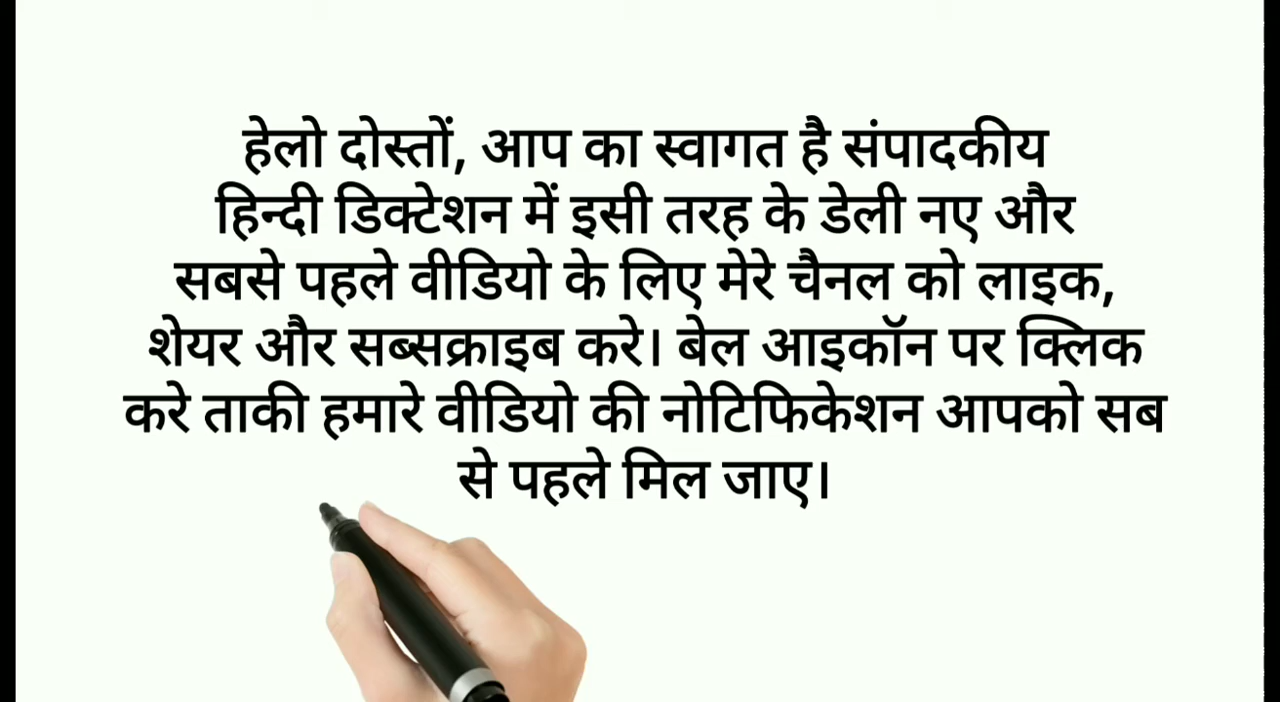 हेलो दोस्तों, आप का स्वागत है संपादकीय
हिन्दी डिक्टेशन में इसी तरह के डेली नए और
सबसे पहले वीडियो के लिए मेरे चैनल को लाइक,
शेयर और सब्सक्राइब करे। बेल आइकॉन पर क्लिक
करे ताकी हमारे वीडियो की नोटिफिकेशन आपको सब
से पहले मिल जाए।